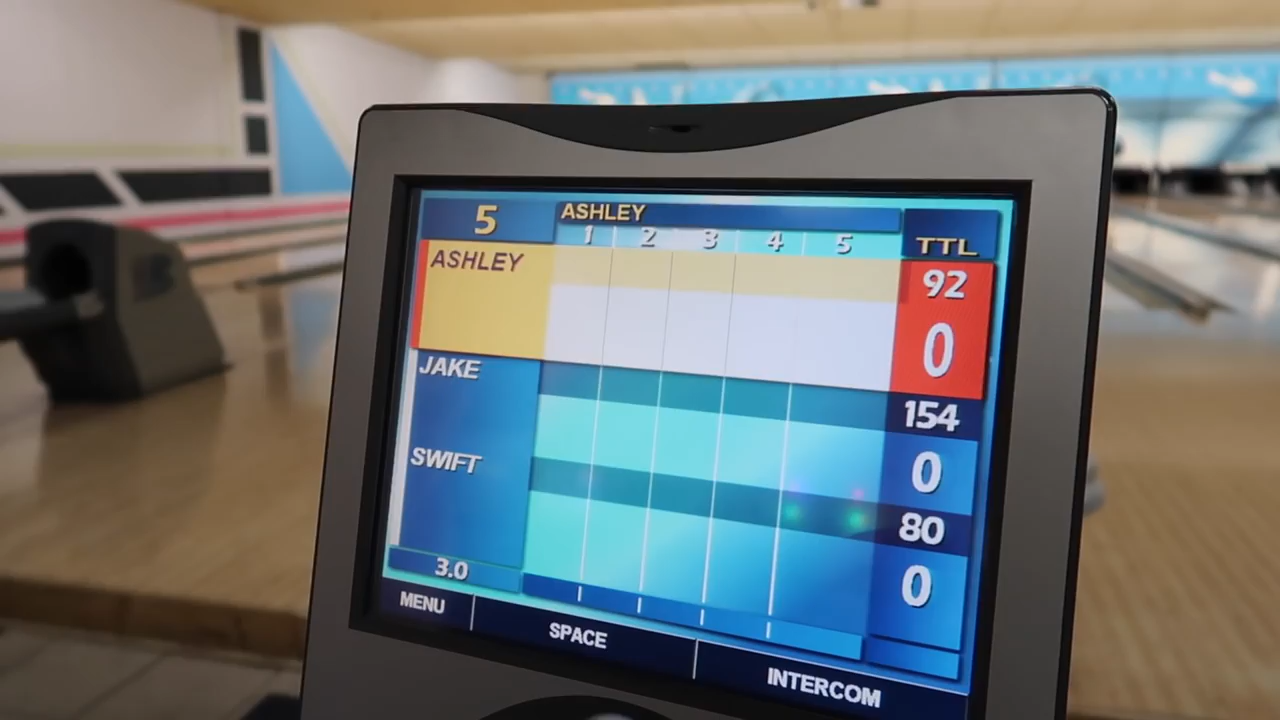 5 ASHLEY
1 2 3 4 5 TTL
ASHLEY 92
0
JAKE 154
0
SWIFT 80
0
3.0
MENU SPACE INTERCOM